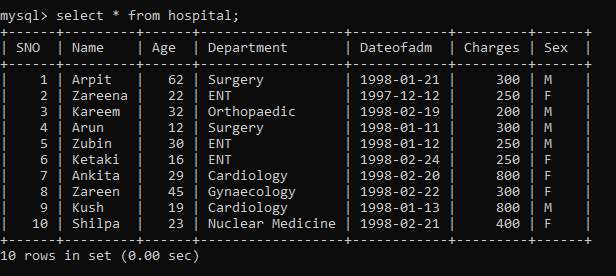 mysql> select * from hospital;
+------+---------+------+------------------+------------+---------+------+
| SNO  | Name    | Age  | Department       | Dateofadm  | Charges | Sex  |
+------+---------+------+------------------+------------+---------+------+
|    1 | Arpit   |   62 | Surgery          | 1998-01-21 |     300 | M    |
|    2 | Zareena |   22 | ENT              | 1997-12-12 |     250 | F    |
|    3 | Kareem  |   32 | Orthopaedic      | 1998-02-19 |     200 | M    |
|    4 | Arun    |   12 | Surgery          | 1998-01-11 |     300 | M    |
|    5 | Zubin   |   30 | ENT              | 1998-01-12 |     250 | M    |
|    6 | Ketaki  |   16 | ENT              | 1998-02-24 |     250 | F    |
|    7 | Ankita  |   29 | Cardiology       | 1998-02-20 |     800 | F    |
|    8 | Zareen  |   45 | Gynaecology      | 1998-02-22 |     300 | F    |
|    9 | Kush    |   19 | Cardiology       | 1998-01-13 |     800 | M    |
|   10 | Shilpa  |   23 | Nuclear Medicine | 1998-02-21 |     400 | F    |
+------+---------+------+------------------+------------+---------+------+
10 rows in set (0.00 sec)